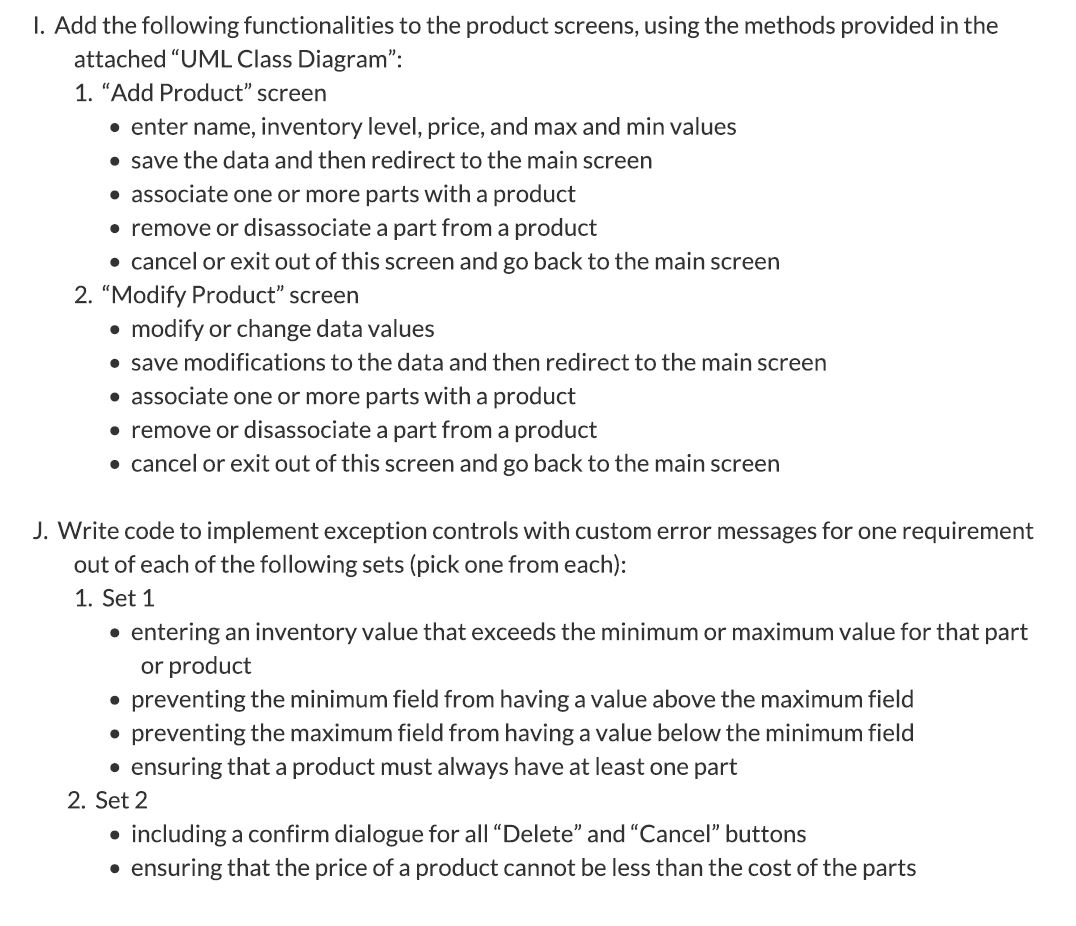 I. Add the following functionalities to the product screens, using the methods provided in the
attached “UML Class Diagram”:
1. “Add Product” screen
• enter name, inventory level, price, and max and min values
• save the data and then redirect to the main screen
• associate one or more parts with a product
• remove or disassociate a part from a product
• cancel or exit out of this screen and go back to the main screen
2. “Modify Product” screen
• modify or change data values
• save modifications to the data and then redirect to the main screen
• associate one or more parts with a product
• remove or disassociate a part from a product
• cancel or exit out of this screen and go back to the main screen
J. Write code to implement exception controls with custom error messages for one requirement
out of each of the following sets (pick one from each):
1. Set 1
• entering an inventory value that exceeds the minimum or maximum value for that part
or product
• preventing the minimum field from having a value above the maximum field
• preventing the maximum field from having a value below the minimum field
• ensuring that a product must always have at least one part
2. Set 2
• including a confirm dialogue for all “Delete” and “Cancel” buttons
• ensuring that the price of a product cannot be less than the cost of the parts